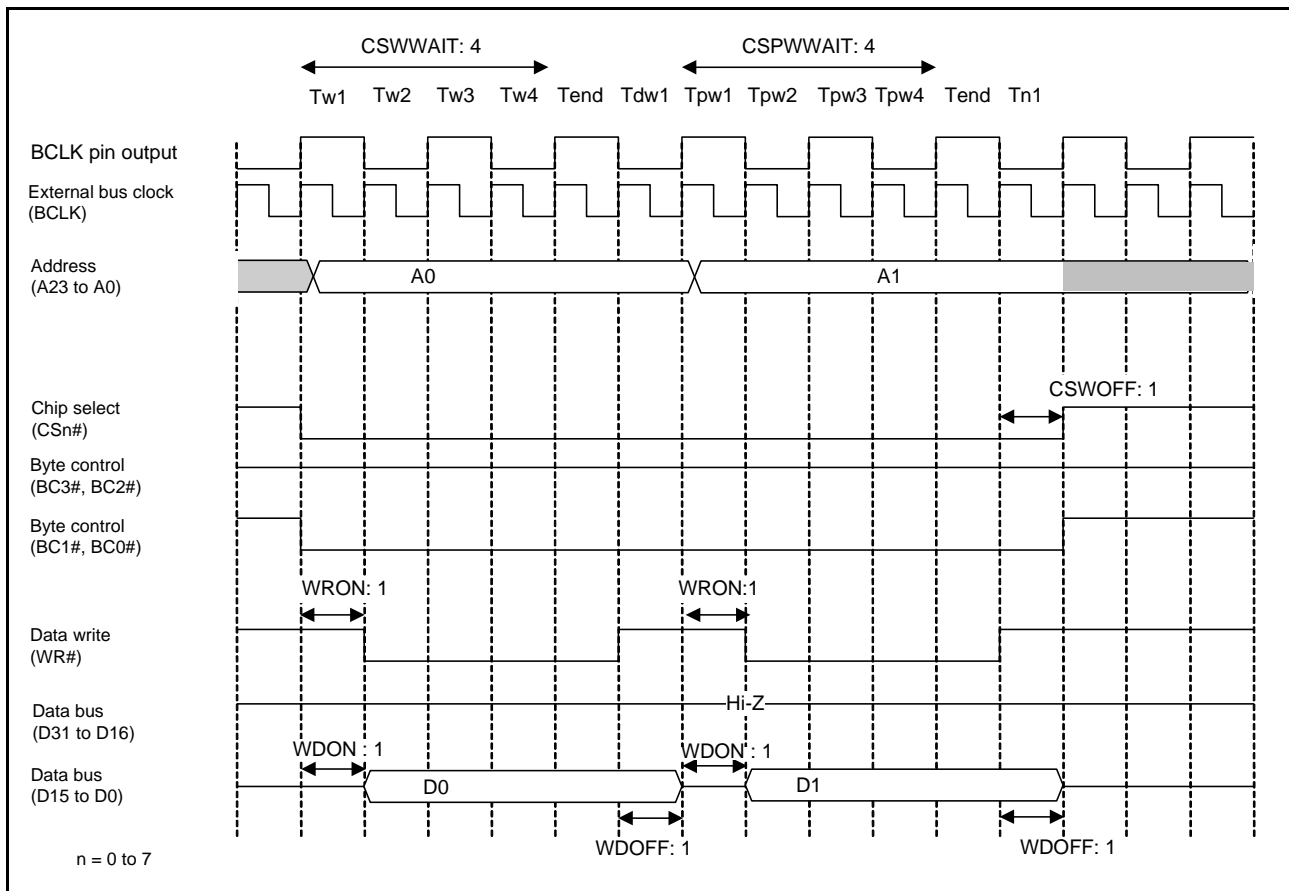 CSWWAIT: 4 CSPWWAIT: 4
Tw1 Tw2 Tw3 Tw4 Tend Tdw1 Tpw1 Tpw2 Tpw3 Tpw4 Tend Tn1
BCLK pin output
External bus clock
(BCLK)
Address
(A23 to A0)
A0 A1
CSWOFF: 1
Chip select
(CSn#)
Byte control
(BC3#, BC2#)
Byte control
(BC1#, BC0#)
WRON: 1 WRON:1
Data write
(WR#)
Hi-Z
Data bus
(D31 to D16)
WDON : 1 WDON : 1
Data bus
(D15 to D0)
D0 D1
WDOFF: 1 WDOFF: 1
n = 0 to 7